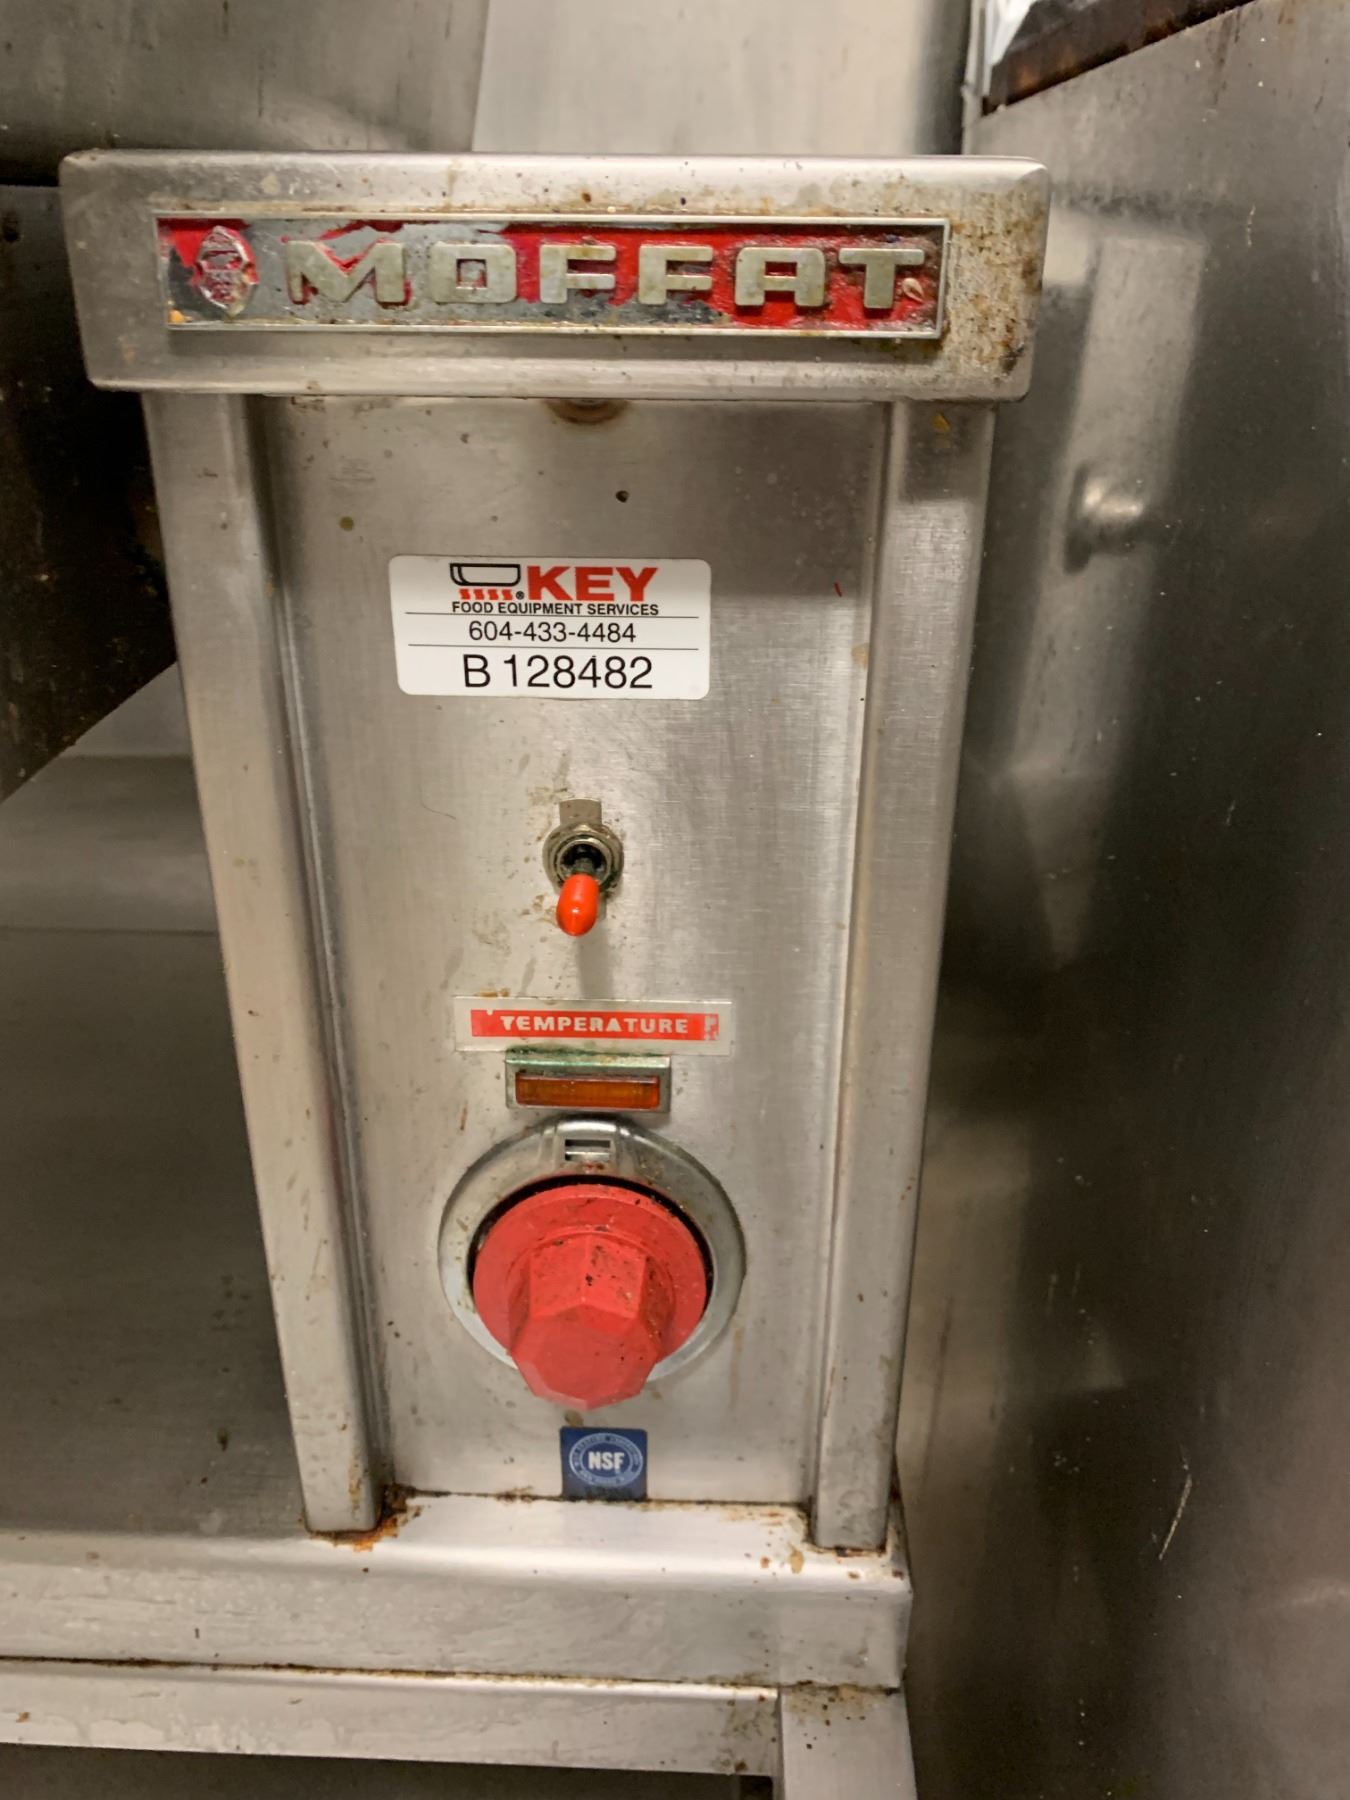 MOFFAT
KEY
FOOD EQUIPMENT SERVICES
604-433-4484
B 128482
TEMPERATURE
NSF